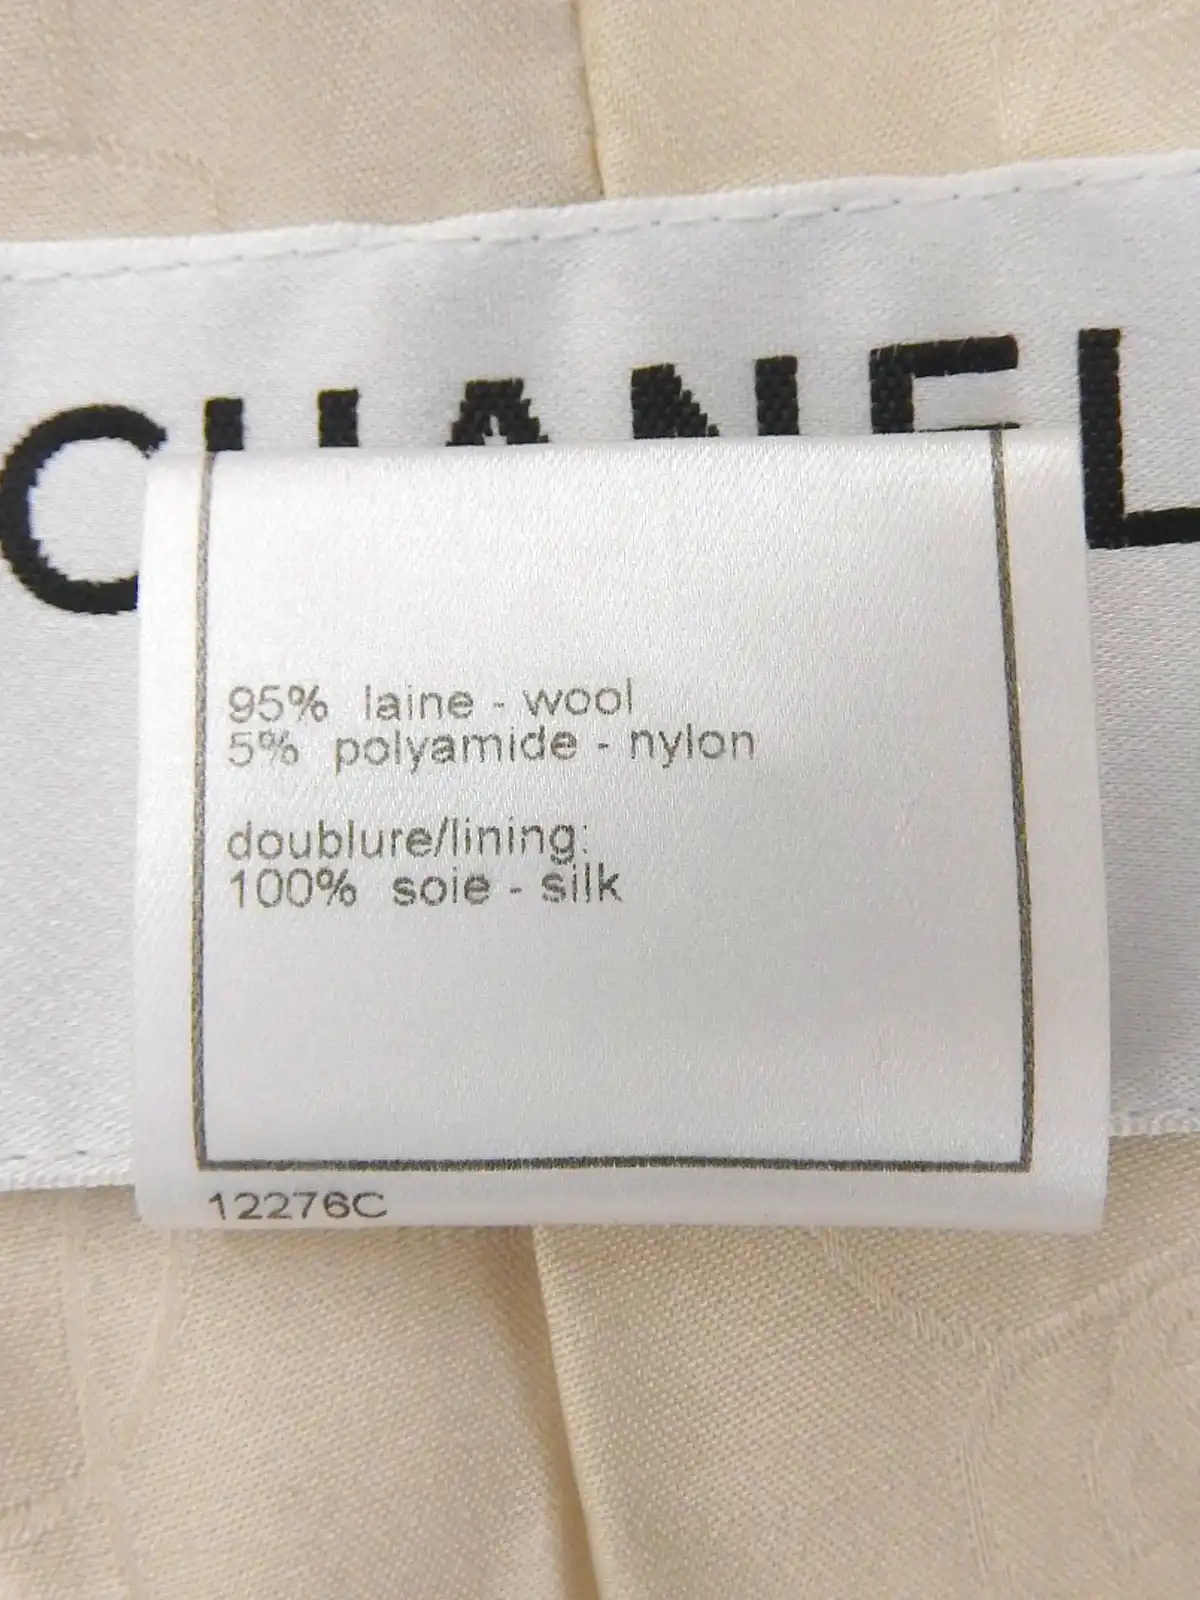 CHANEL
95% laine - wool
5% polyamide - nylon
doublure/lining:
100% soie - silk
12276C